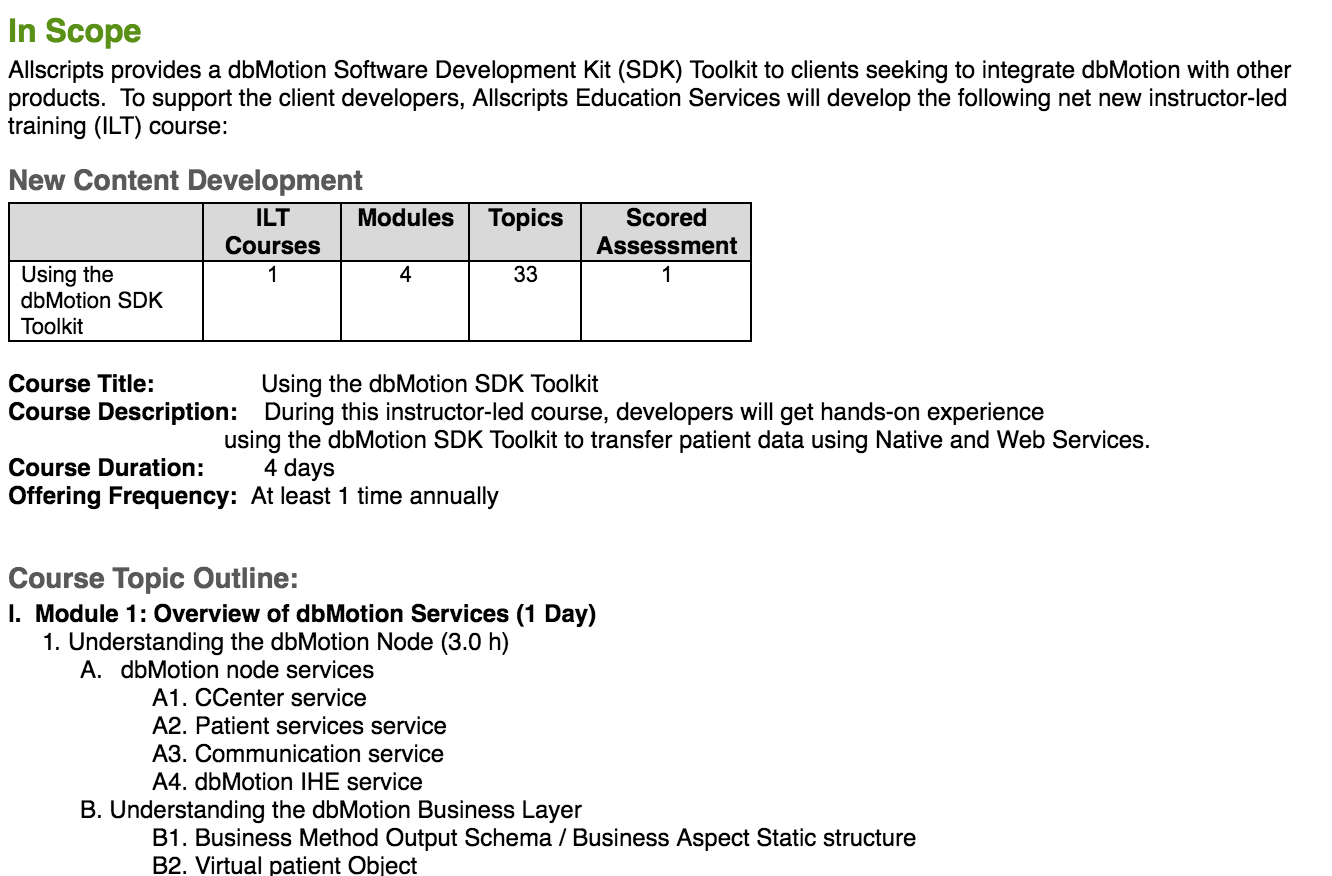 In Scope
Allscripts provides a dbMotion Software Development Kit (SDK) Toolkit to clients seeking to integrate dbMotion with other
products.  To support the client developers, Allscripts Education Services will develop the following net new instructor-led
training (ILT) course:
New Content Development
ILT Courses Modules Topics Scored Assessment
Using the dbMotion SDK Toolkit 1 4 33 1
Course Title: Using the dbMotion SDK Toolkit
Course Description: During this instructor-led course, developers will get hands-on experience
using the dbMotion SDK Toolkit to transfer patient data using Native and Web Services.
Course Duration: 4 days
Offering Frequency: At least 1 time annually
Course Topic Outline:
I. Module 1: Overview of dbMotion Services (1 Day)
1. Understanding the dbMotion Node (3.0 h)
A. dbMotion node services
A1. CCenter service
A2. Patient services service
A3. Communication service
A4. dbMotion IHE service
B. Understanding the dbMotion Business Layer
B1. Business Method Output Schema / Business Aspect Static structure
B2. Virtual patient Object